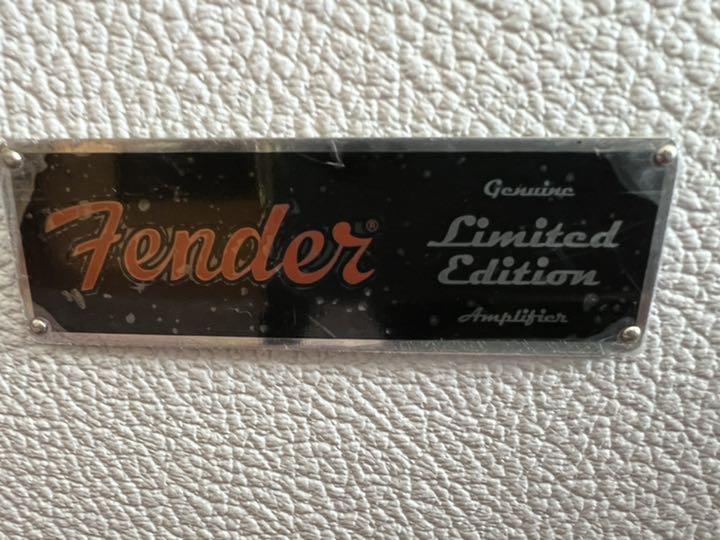 Fender®
Genuine
Limited
Edition
Amplifier